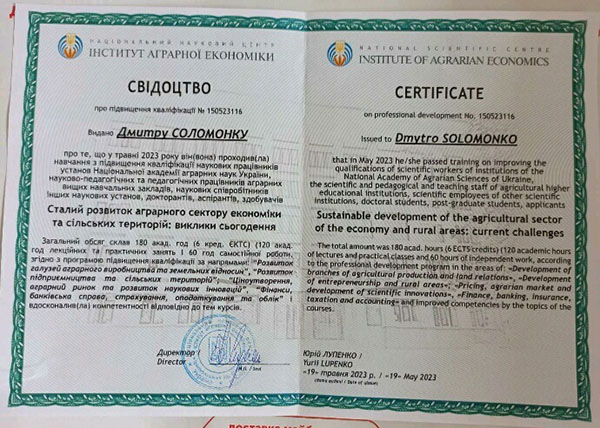 НАЦІОНАЛЬНИЙ НАУКОВИЙ ЦЕНТР
ІНСТИТУТ АГРАРНОЇ ЕКОНОМІКИ
СВІДОЦТВО
про підвищення кваліфікації № 150523116
Видано Дмитру СОЛОМОНКУ
про те, що у травні 2023 року він(вона) проходив(ла)
навчання з підвищення кваліфікації наукових працівників
установ Національної академії аграрних наук України,
науково-педагогічних та педагогічних працівників аграрних
вищих навчальних закладів, наукових співробітників
інших наукових установ, докторантів, аспірантів, здобувачів
Сталий розвиток аграрного сектору економіки
та сільських територій: виклики сьогодення
Загальний обсяг склав 180 акад. год (6 кред. ЄКТС) (120 акад.
год лекційних та практичних занять і 60 год самостійної роботи,
згідно з програмою підвищення кваліфікації за напрямами: "Розвиток
галузей аграрного виробництва та земельних відносин", "Розвиток
підприємництва та сільських територій"; "Ціноутворення,
аграрний ринок та розвиток наукових інновацій", "Фінанси,
банківська справа, страхування, оподаткування та облік" і
вдосконалив(ла) компетентності відповідно до тем курсів.
Директор /
Director
М.П. / Seal
NATIONAL SCIENTIFIC CENTRE
INSTITUTE OF AGRARIAN ECONOMICS
CERTIFICATE
on professional development No. 150523116
Issued to Dmytro SOLOMONKO
that in May 2023 he/she passed training on improving the
qualifications of scientific workers of institutions of the
National Academy of Agrarian Sciences of Ukraine,
the scientific and pedagogical and teaching staff of agricultural higher
educational institutions, scientific employees of other scientific
institutions, doctoral students, post-graduate students, applicants
Sustainable development of the agricultural sector
of the economy and rural areas: current challenges
The total amount was 180 acad. hours (6 ECTS credits) (120 academic hours
of lectures and practical classes and 60 hours of independent work, according
to the professional development program in the areas of: «Development of
branches of agricultural production and land relations», «Development
of entrepreneurship and rural areas»; «Pricing, agrarian market and
development of scientific innovations», «Finance, banking, insurance,
taxation and accounting» and improved competencies by the topics of the
courses.
Юрій ЛУПЕНКО /
Yurii LUPENKO
«19» травня 2023 р. / «19» May 2023